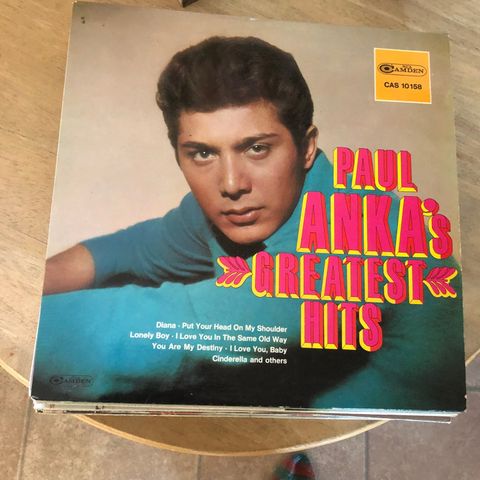 RCA
CAMDEN
CAS 10158
PAUL
ANKA's
GREATEST
HITS
Diana · Put Your Head On My Shoulder
Lonely Boy · I Love You In The Same Old Way
You Are My Destiny · I Love You, Baby
Cinderella and others
CAMDEN